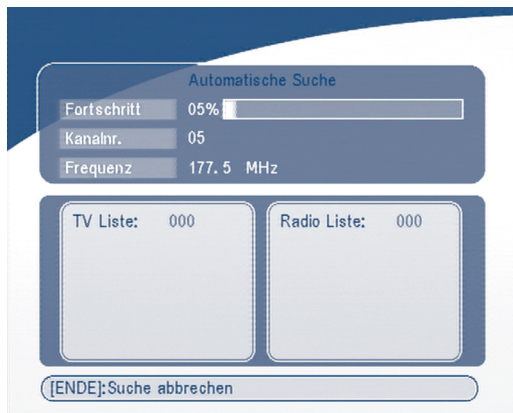 Automatische Suche
Fortschritt 05%
Kanalnr. 05
Frequenz 177.5 MHz
TV Liste: 000 Radio Liste: 000
[ENDE]:Suche abbrechen